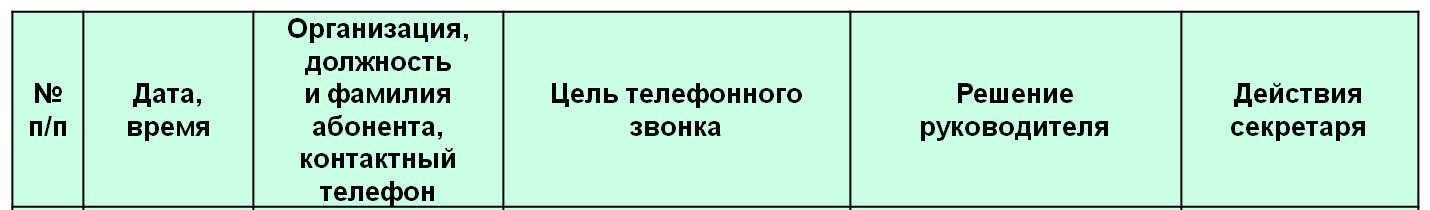 №
п/п
Дата,
время
Организация,
должность
и фамилия
абонента,
контактный
телефон
Цель телефонного
звонка
Решение
руководителя
Действия
секретаря